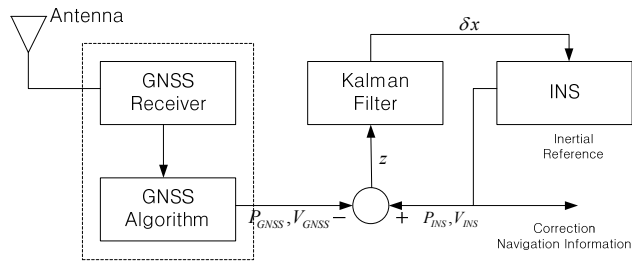 Antenna
GNSS
Receiver
GNSS
Algorithm
P_GNSS, V_GNSS −
δx
Kalman
Filter
z
+
P_INS, V_INS
INS
Inertial
Reference
Correction
Navigation Information